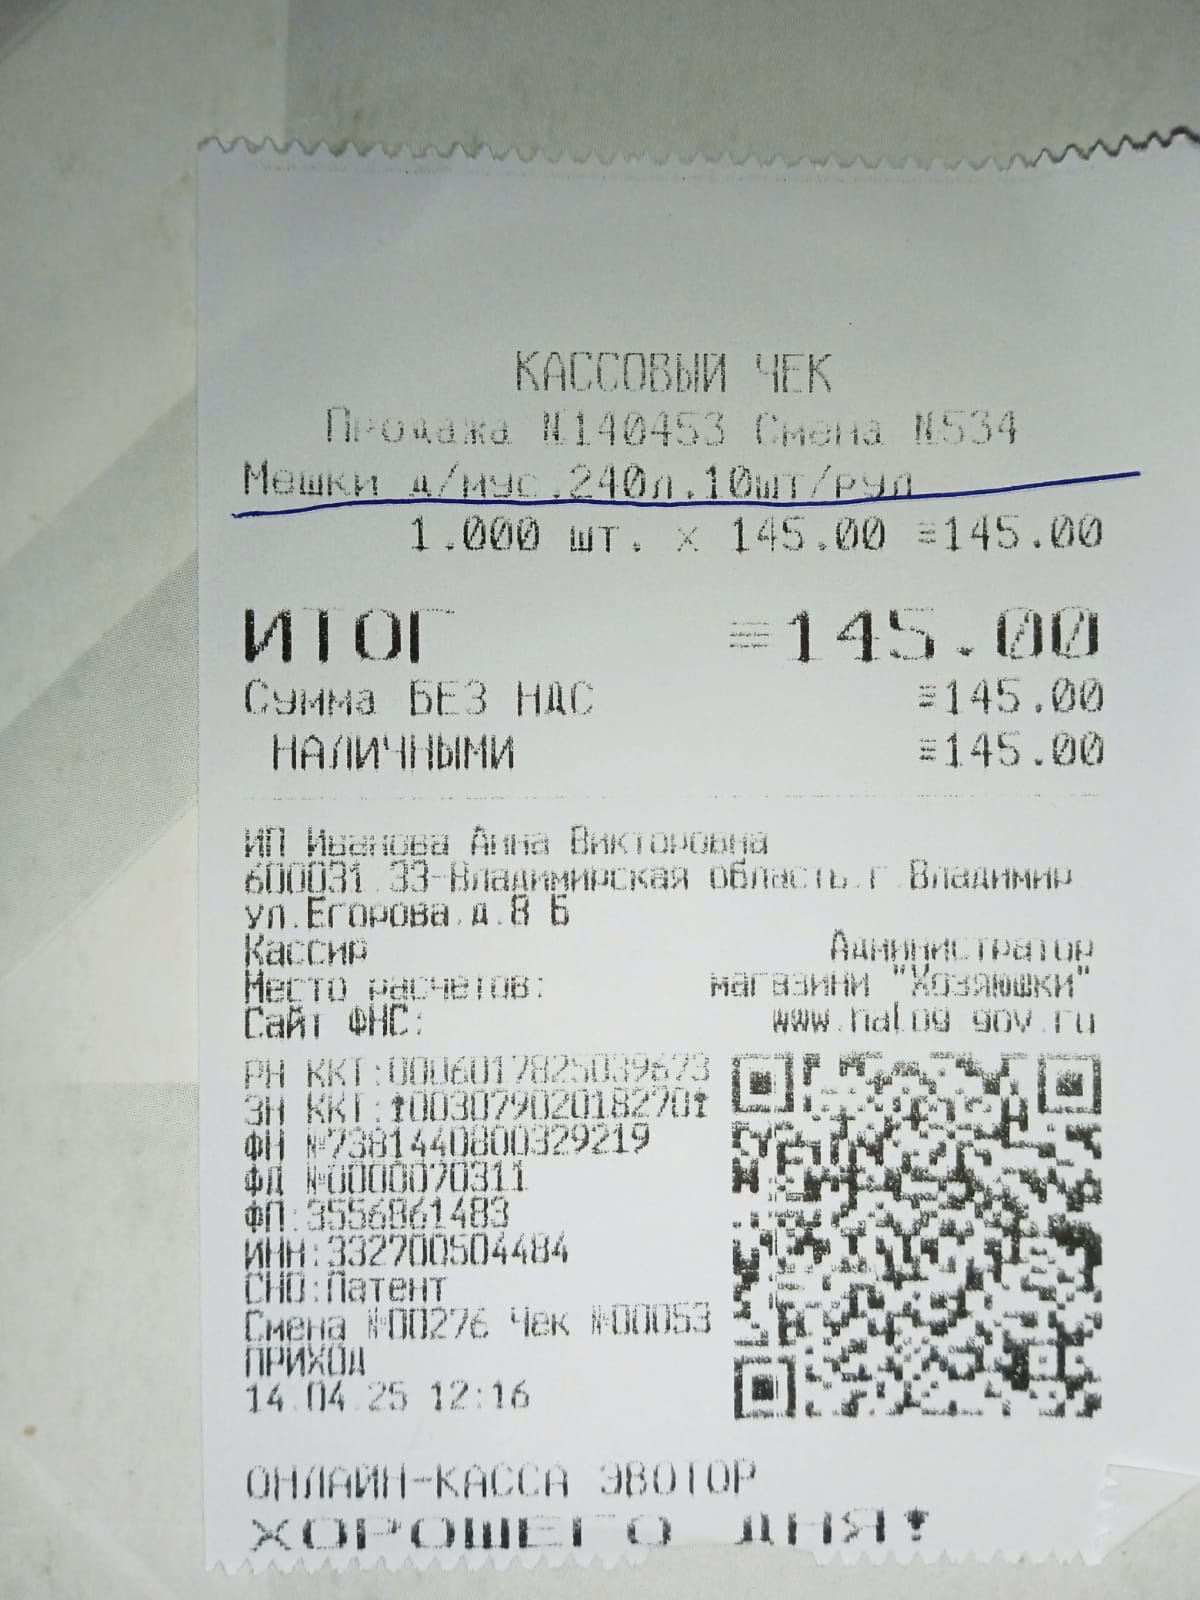 КАССОВЫЙ ЧЕК
Продажа №140453 Смена №534
Мешки д/мус.240л.10шт/рул
1.000 шт. х 145.00 ≡145.00
ИТОГ ≡145.00
Сумма БЕЗ НДС ≡145.00
НАЛИЧНЫМИ ≡145.00
ИП Иванова Анна Викторовна
600031,33-Владимирская область,г.Владимир
ул.Егорова,д.8 Б
Кассир Администратор
Место расчетов: магазини "Хозяюшки"
Сайт ФНС: www.nalog.gov.ru
РН ККТ:0006017825039673
ЗН ККТ:↑00307902018270↑
ФН №7381440800329219
ФД №0000070311
ФП:3556861483
ИНН:332700504484
СНО:Патент
Смена №00276 Чек №00053
ПРИХОД
14.04.25 12:16
ОНЛАЙН-КАССА ЭВОТОР
ХОРОШЕГО ДНЯ!